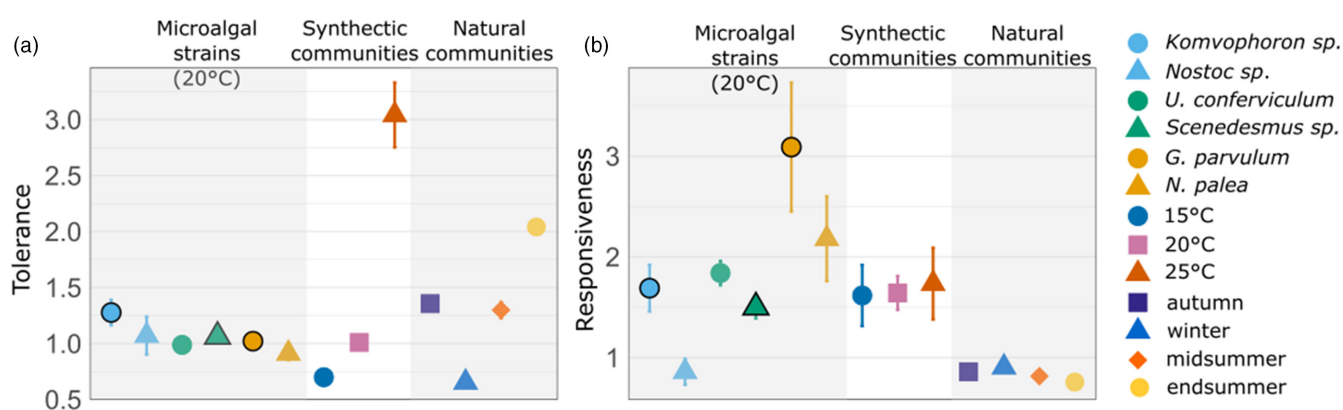 (a)
Microalgal
strains
(20°C)
Synthectic
communities
Natural
communities
Tolerance
3.0
2.5
2.0
1.5
1.0
0.5
(b)
Microalgal
strains
(20°C)
Synthectic
communities
Natural
communities
Responsiveness
3
2
1
Komvophoron sp.
Nostoc sp.
U. conferviculum
Scenedesmus sp.
G. parvulum
N. palea
15°C
20°C
25°C
autumn
winter
midsummer
endsummer